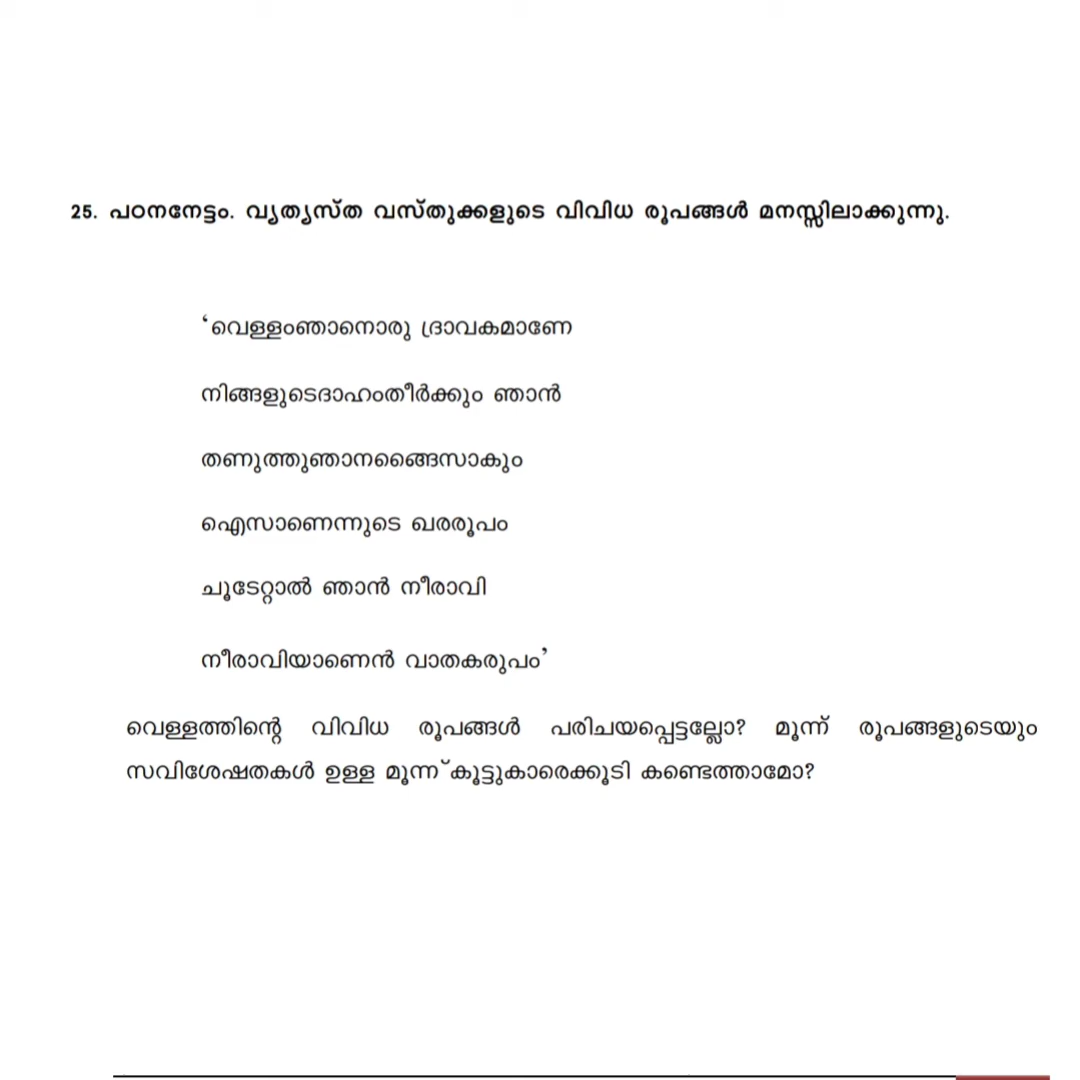 25. പഠനനേട്ടം. വ്യത്യസ്ത വസ്തുക്കളുടെ വിവിധ രൂപങ്ങൾ മനസ്സിലാക്കുന്നു.
‘വെള്ളംഞാനൊരു ദ്രാവകമാണേ
നിങ്ങളുടെദാഹംതീർക്കും ഞാൻ
തണുത്തുഞാനങ്ങൈസാകും
ഐസാണെന്നുടെ ഖരരൂപം
ചൂടേറ്റാൽ ഞാൻ നീരാവി
നീരാവിയാണെൻ വാതകരുപം’
വെള്ളത്തിന്റെ വിവിധ രൂപങ്ങൾ പരിചയപ്പെട്ടല്ലോ? മൂന്ന് രൂപങ്ങളുടെയും
സവിശേഷതകൾ ഉള്ള മൂന്ന് കൂട്ടുകാരെക്കൂടി കണ്ടെത്താമോ?